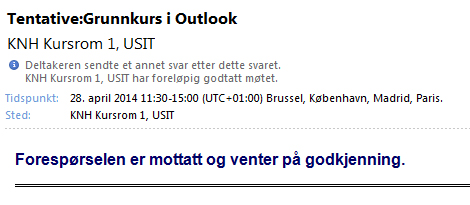 Tentative:Grunnkurs i Outlook
KNH Kursrom 1, USIT
Deltakeren sendte et annet svar etter dette svaret.
KNH Kursrom 1, USIT har foreløpig godtatt møtet.
Tidspunkt: 28. april 2014 11:30-15:00 (UTC+01:00) Brussel, København, Madrid, Paris.
Sted: KNH Kursrom 1, USIT
Forespørselen er mottatt og venter på godkjenning.